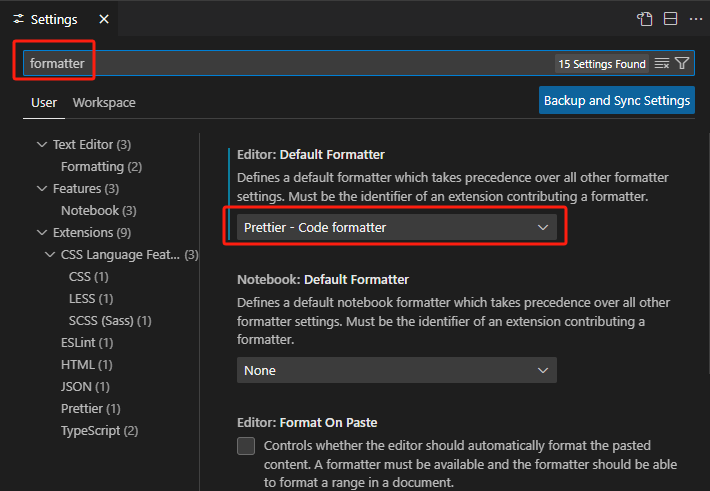 Settings
formatter
15 Settings Found
User
Workspace
Backup and Sync Settings
Text Editor (3)
Formatting (2)
Features (3)
Notebook (3)
Extensions (9)
CSS Language Feat... (3)
CSS (1)
LESS (1)
SCSS (Sass) (1)
ESLint (1)
HTML (1)
JSON (1)
Prettier (1)
TypeScript (2)
Editor: Default Formatter
Defines a default formatter which takes precedence over all other formatter
settings. Must be the identifier of an extension contributing a formatter.
Prettier - Code formatter
Notebook: Default Formatter
Defines a default notebook formatter which takes precedence over all other
formatter settings. Must be the identifier of an extension contributing a
formatter.
None
Editor: Format On Paste
Controls whether the editor should automatically format the pasted
content. A formatter must be available and the formatter should be able
to format a range in a document.